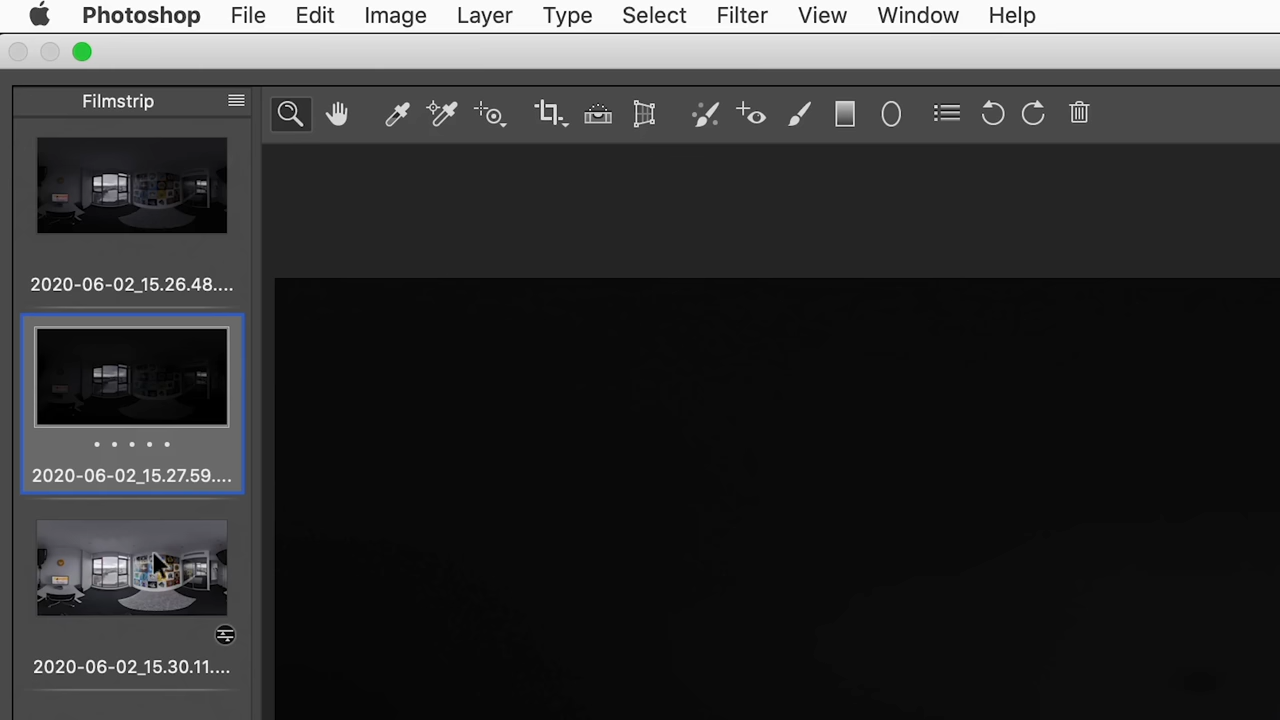 Photoshop File Edit Image Layer Type Select Filter View Window Help
Filmstrip
2020-06-02_15.26.48....
2020-06-02_15.27.59....
2020-06-02_15.30.11....